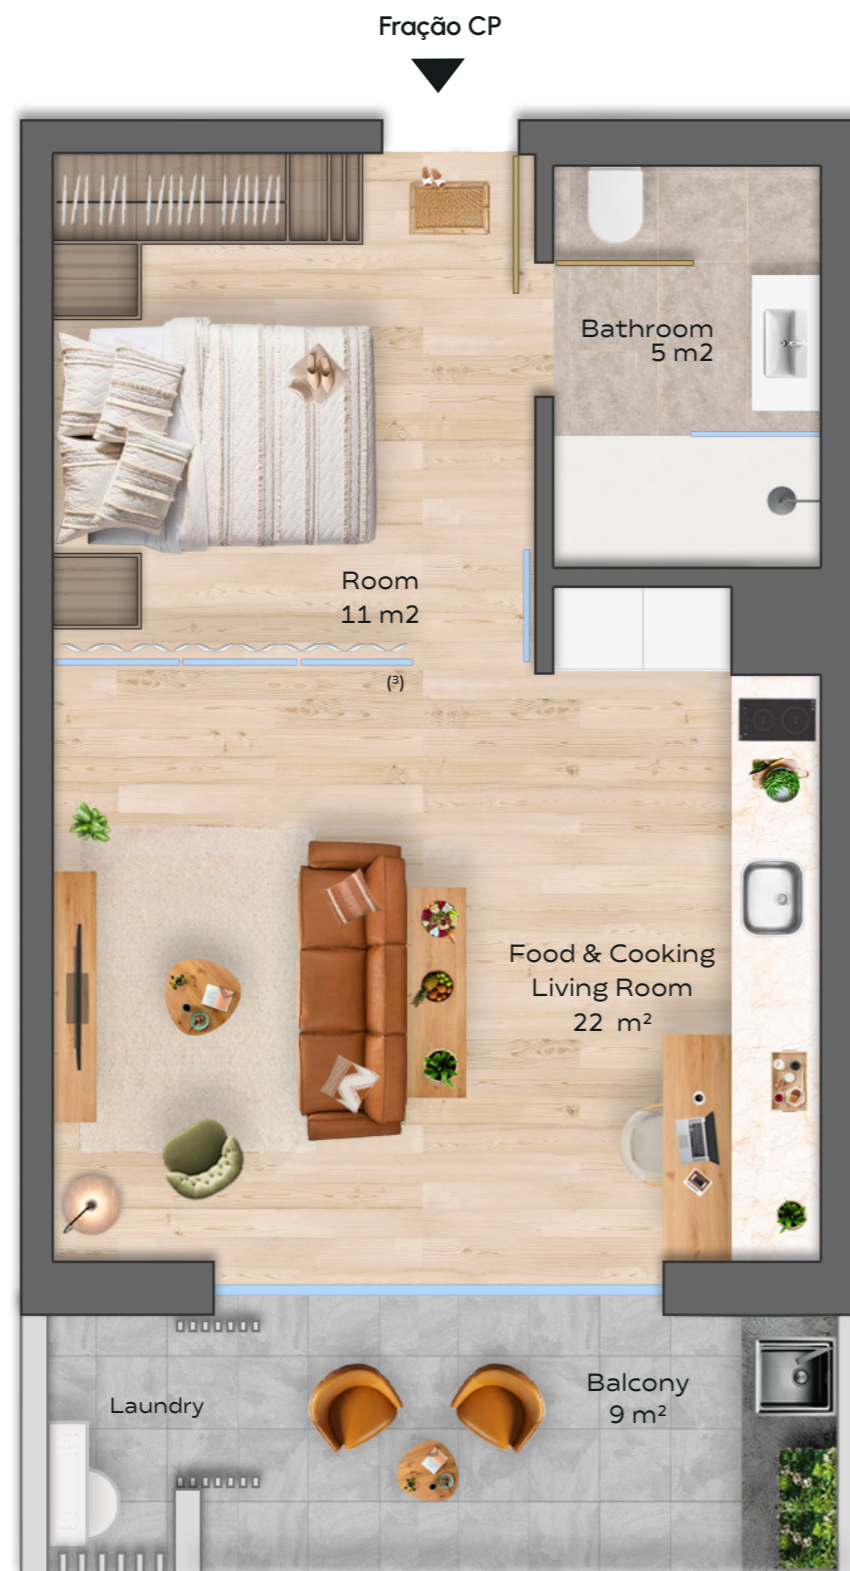 Fração CP
Bathroom
5 m2
Room
11 m2
(³)
Food & Cooking
Living Room
22 m²
Balcony
9 m²
Laundry